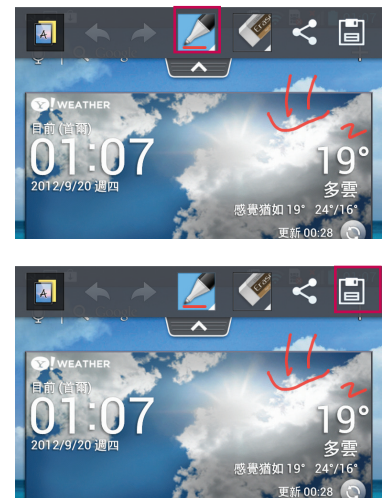 A
Erase
Y! WEATHER
目前 (首爾)
01:07
19°
2012/9/20 週四
多雲
感覺猶如 19° 24°/16°
更新 00:28
A
Erase
Y! WEATHER
目前 (首爾)
01:07
19°
2012/9/20 週四
多雲
感覺猶如 19° 24°/16°
更新 00:28